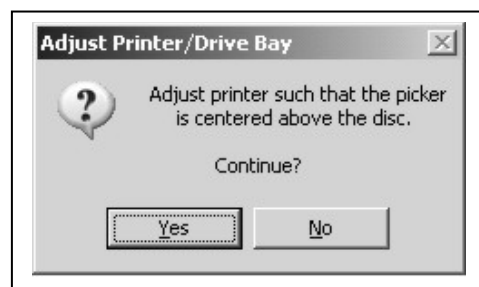 Adjust Printer/Drive Bay
Adjust printer such that the picker
is centered above the disc.
Continue?
Yes
No